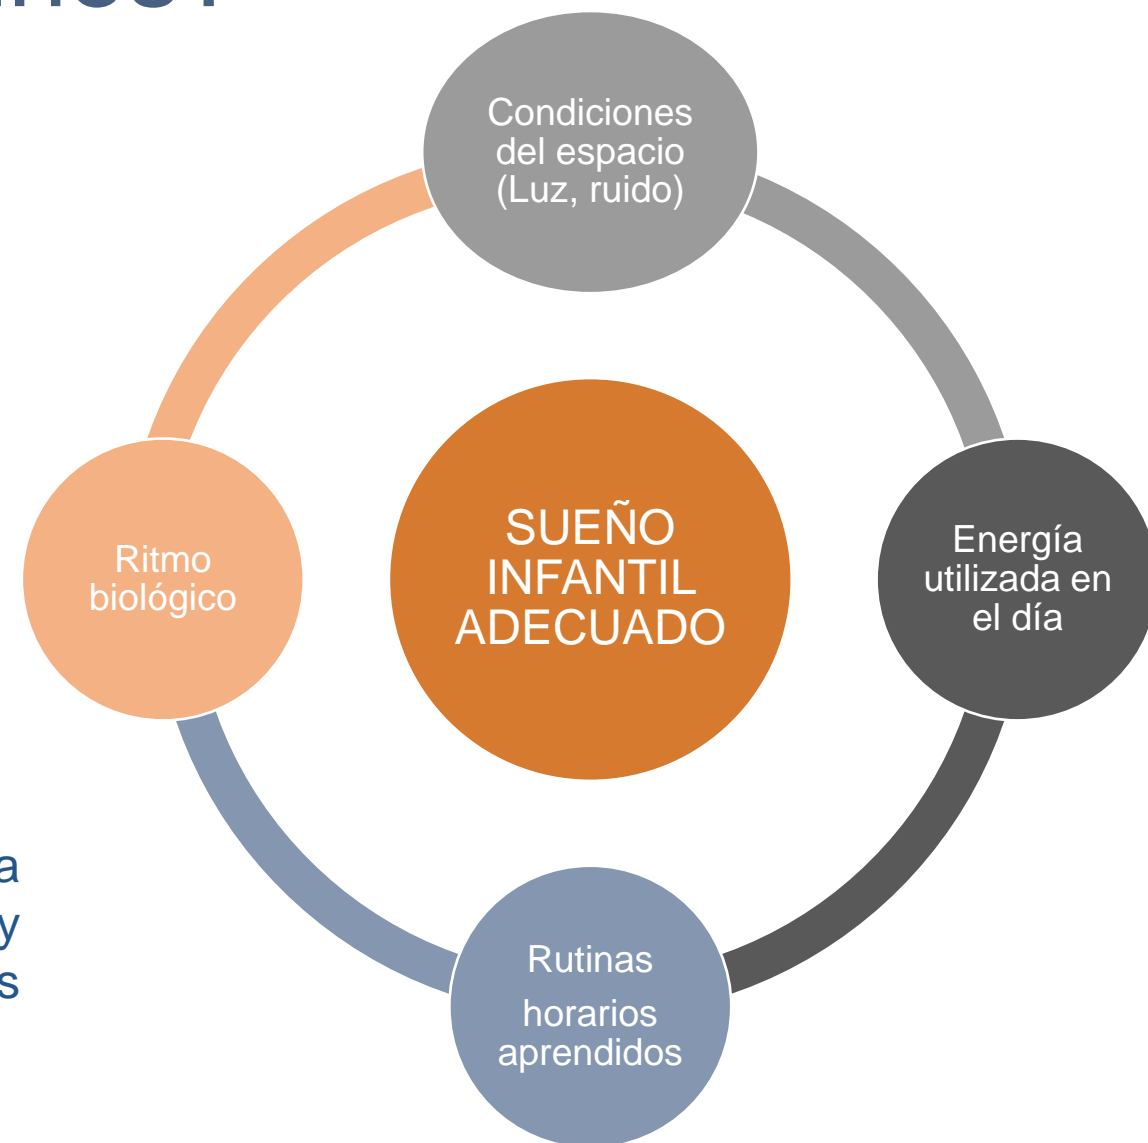 Condiciones
del espacio
(Luz, ruido)
SUEÑO
INFANTIL
ADECUADO
Energía
utilizada en
el día
Ritmo
biológico
a
y
s
Rutinas
horarios
aprendidos